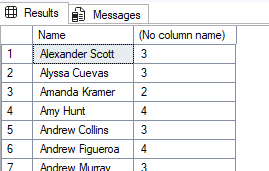 Results Messages
Name (No column name)
1 Alexander Scott 3
2 Alyssa Cuevas 3
3 Amanda Kramer 2
4 Amy Hunt 4
5 Andrew Collins 3
6 Andrew Figueroa 4
7 Andrew Murray 3